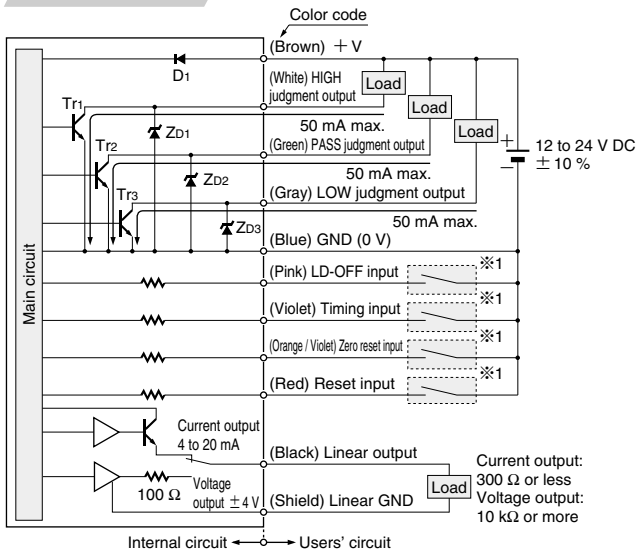 Color code
(Brown) +V
D1
(White) HIGH
judgment output
Load
Tr1
Load
ZD1
50 mA max.
Load
Tr2
(Green) PASS judgment output
+
12 to 24 V DC
± 10 %
−
ZD2
50 mA max.
Tr3
(Gray) LOW judgment output
ZD3
50 mA max.
(Blue) GND (0 V)
Main circuit
(Pink) LD-OFF input
※1
(Violet) Timing input
※1
(Orange / Violet) Zero reset input
※1
(Red) Reset input
※1
Current output
4 to 20 mA
(Black) Linear output
Current output:
300 Ω or less
Voltage output:
10 kΩ or more
Load
100 Ω
Voltage
output ± 4 V
(Shield) Linear GND
Internal circuit
Users' circuit